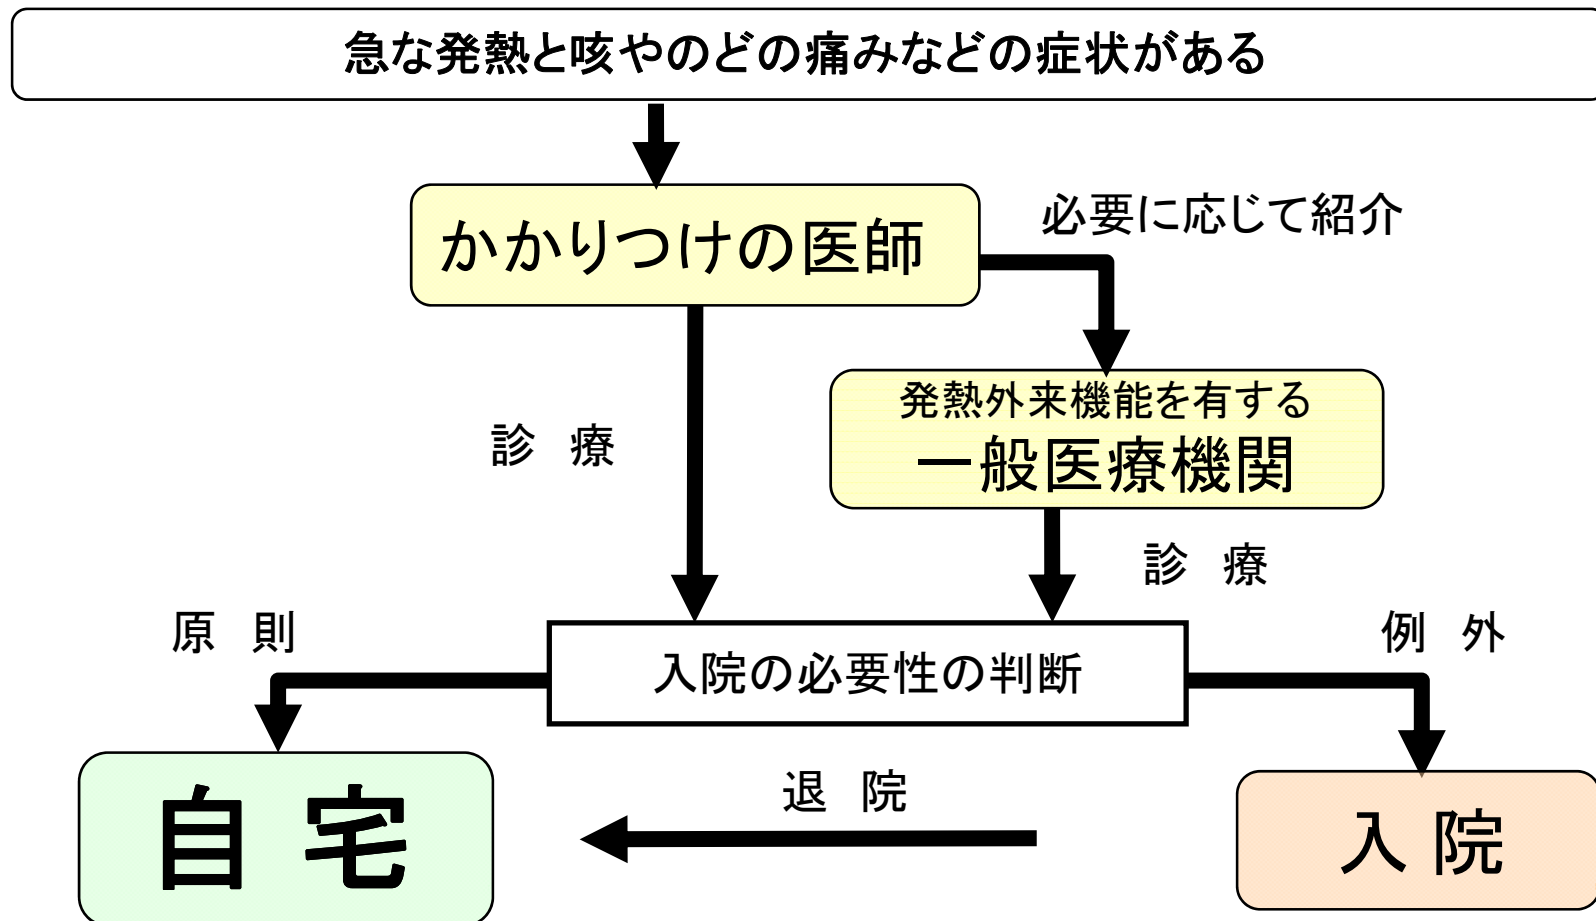 急な発熱と咳やのどの痛みなどの症状がある
かかりつけの医師
必要に応じて紹介
発熱外来機能を有する
一般医療機関
診　療
診　療
原　則
例　外
入院の必要性の判断
自 宅
退　院
入 院